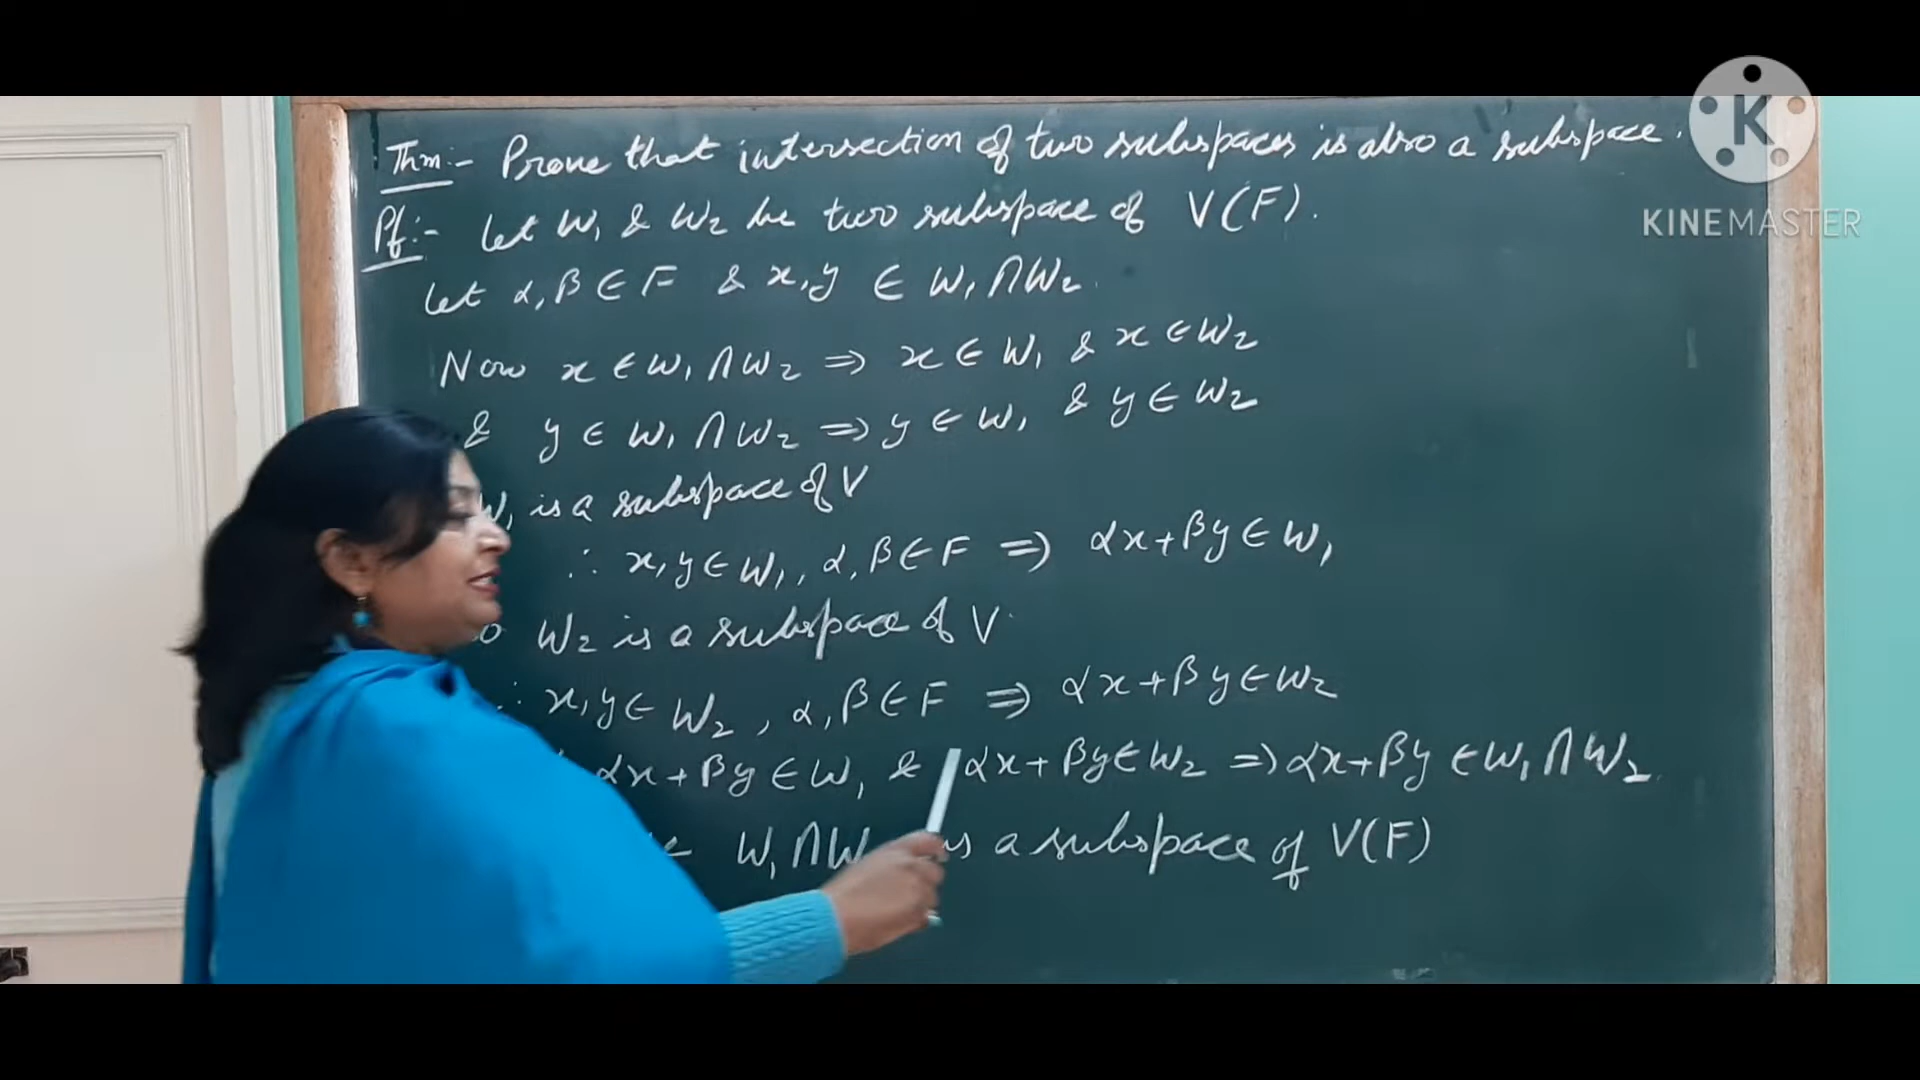 Thm:- Prove that intersection of two subspaces is also a subspace.
Pf:- Let W₁ & W₂ be two subspace of V(F).
Let α, β ∈ F & x, y ∈ W₁ ∩ W₂.
Now x ∈ W₁ ∩ W₂ ⇒ x ∈ W₁ & x ∈ W₂
& y ∈ W₁ ∩ W₂ ⇒ y ∈ W₁ & y ∈ W₂
W₁ is a subspace of V
∴ x, y ∈ W₁, α, β ∈ F ⇒ αx + βy ∈ W₁
W₂ is a subspace of V.
∴ x, y ∈ W₂, α, β ∈ F ⇒ αx + βy ∈ W₂
αx + βy ∈ W₁ & αx + βy ∈ W₂ ⇒ αx + βy ∈ W₁ ∩ W₂
W₁ ∩ W is a subspace of V(F)
K
KINEMASTER